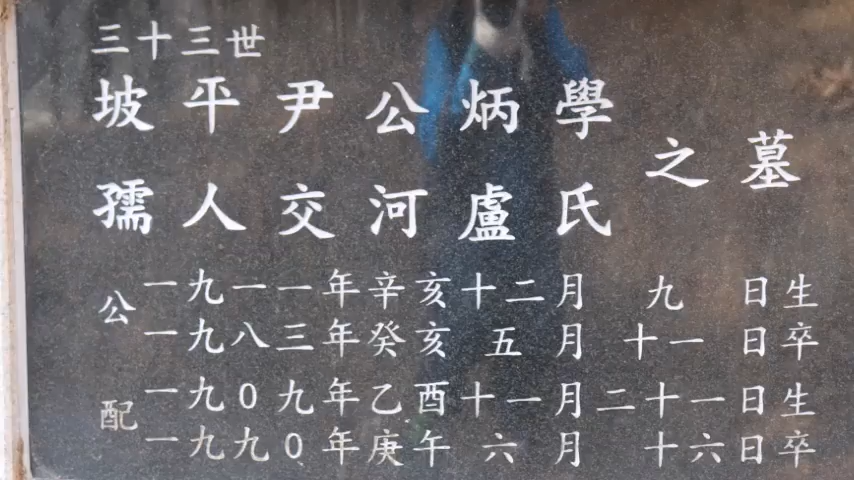 三十三世
坡平尹公炳學
孺人交河盧氏
之墓
公
一九一一年辛亥十二月九日生
一九八三年癸亥五月十一日卒
配
一九0九年乙酉十一月二十一日生
一九九0年庚午六月十六日卒